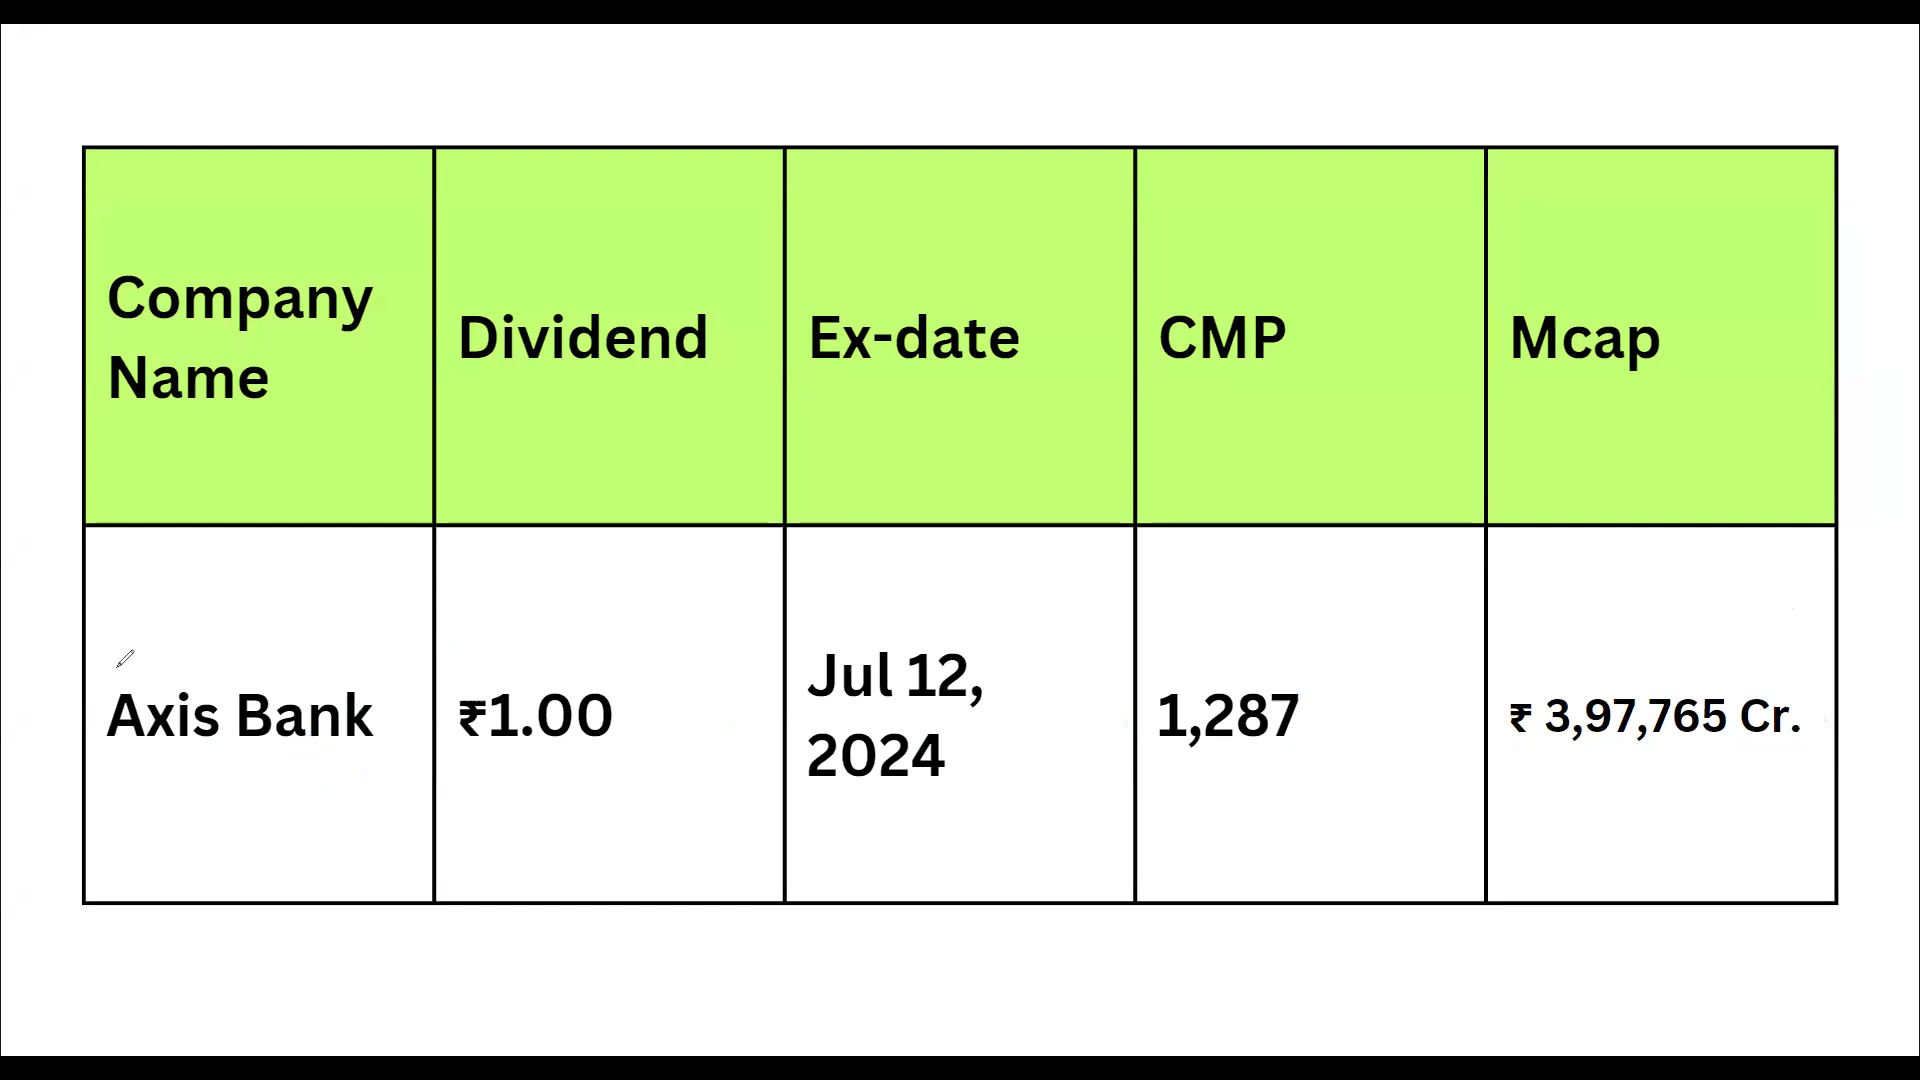 Company
Name
Dividend
Ex-date
CMP
Mcap
Axis Bank
₹1.00
Jul 12,
2024
1,287
₹ 3,97,765 Cr.